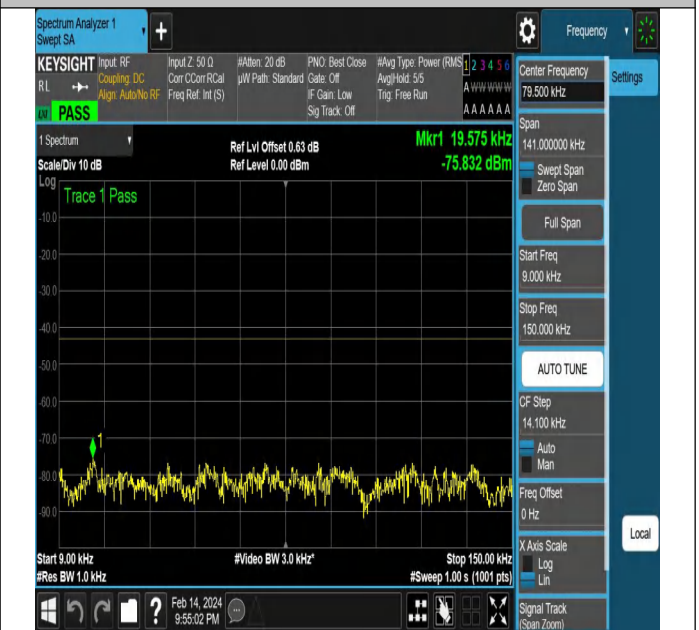 Spectrum Analyzer 1
Swept SA
+
Frequency
KEYSIGHT
RL
PASS
Input: RF
Coupling: DC
Align: Auto/No RF
Input Z: 50 Ω
Corr CCorr RCal
Freq Ref: Int (S)
#Atten: 20 dB
µW Path: Standard
PNO: Best Close
Gate: Off
IF Gain: Low
Sig Track: Off
#Avg Type: Power (RMS
Avg|Hold: 5/5
Trig: Free Run
1 2 3 4 5 6
A W W W W W
A A A A A A
1 Spectrum
Scale/Div 10 dB
Ref Lvl Offset 0.63 dB
Ref Level 0.00 dBm
Mkr1 19.575 kHz
-75.832 dBm
Log
Trace 1 Pass
-10.0
-20.0
-30.0
-40.0
-50.0
-60.0
-70.0
-80.0
-90.0
1
Start 9.00 kHz
#Res BW 1.0 kHz
#Video BW 3.0 kHz*
Stop 150.00 kHz
#Sweep 1.00 s (1001 pts)
Center Frequency
79.500 kHz
Span
141.000000 kHz
Swept Span
Zero Span
Full Span
Start Freq
9.000 kHz
Stop Freq
150.000 kHz
AUTO TUNE
CF Step
14.100 kHz
Auto
Man
Freq Offset
0 Hz
X Axis Scale
Log
Lin
Signal Track
(Span Zoom)
Settings
Local
?
Feb 14, 2024
9:55:02 PM